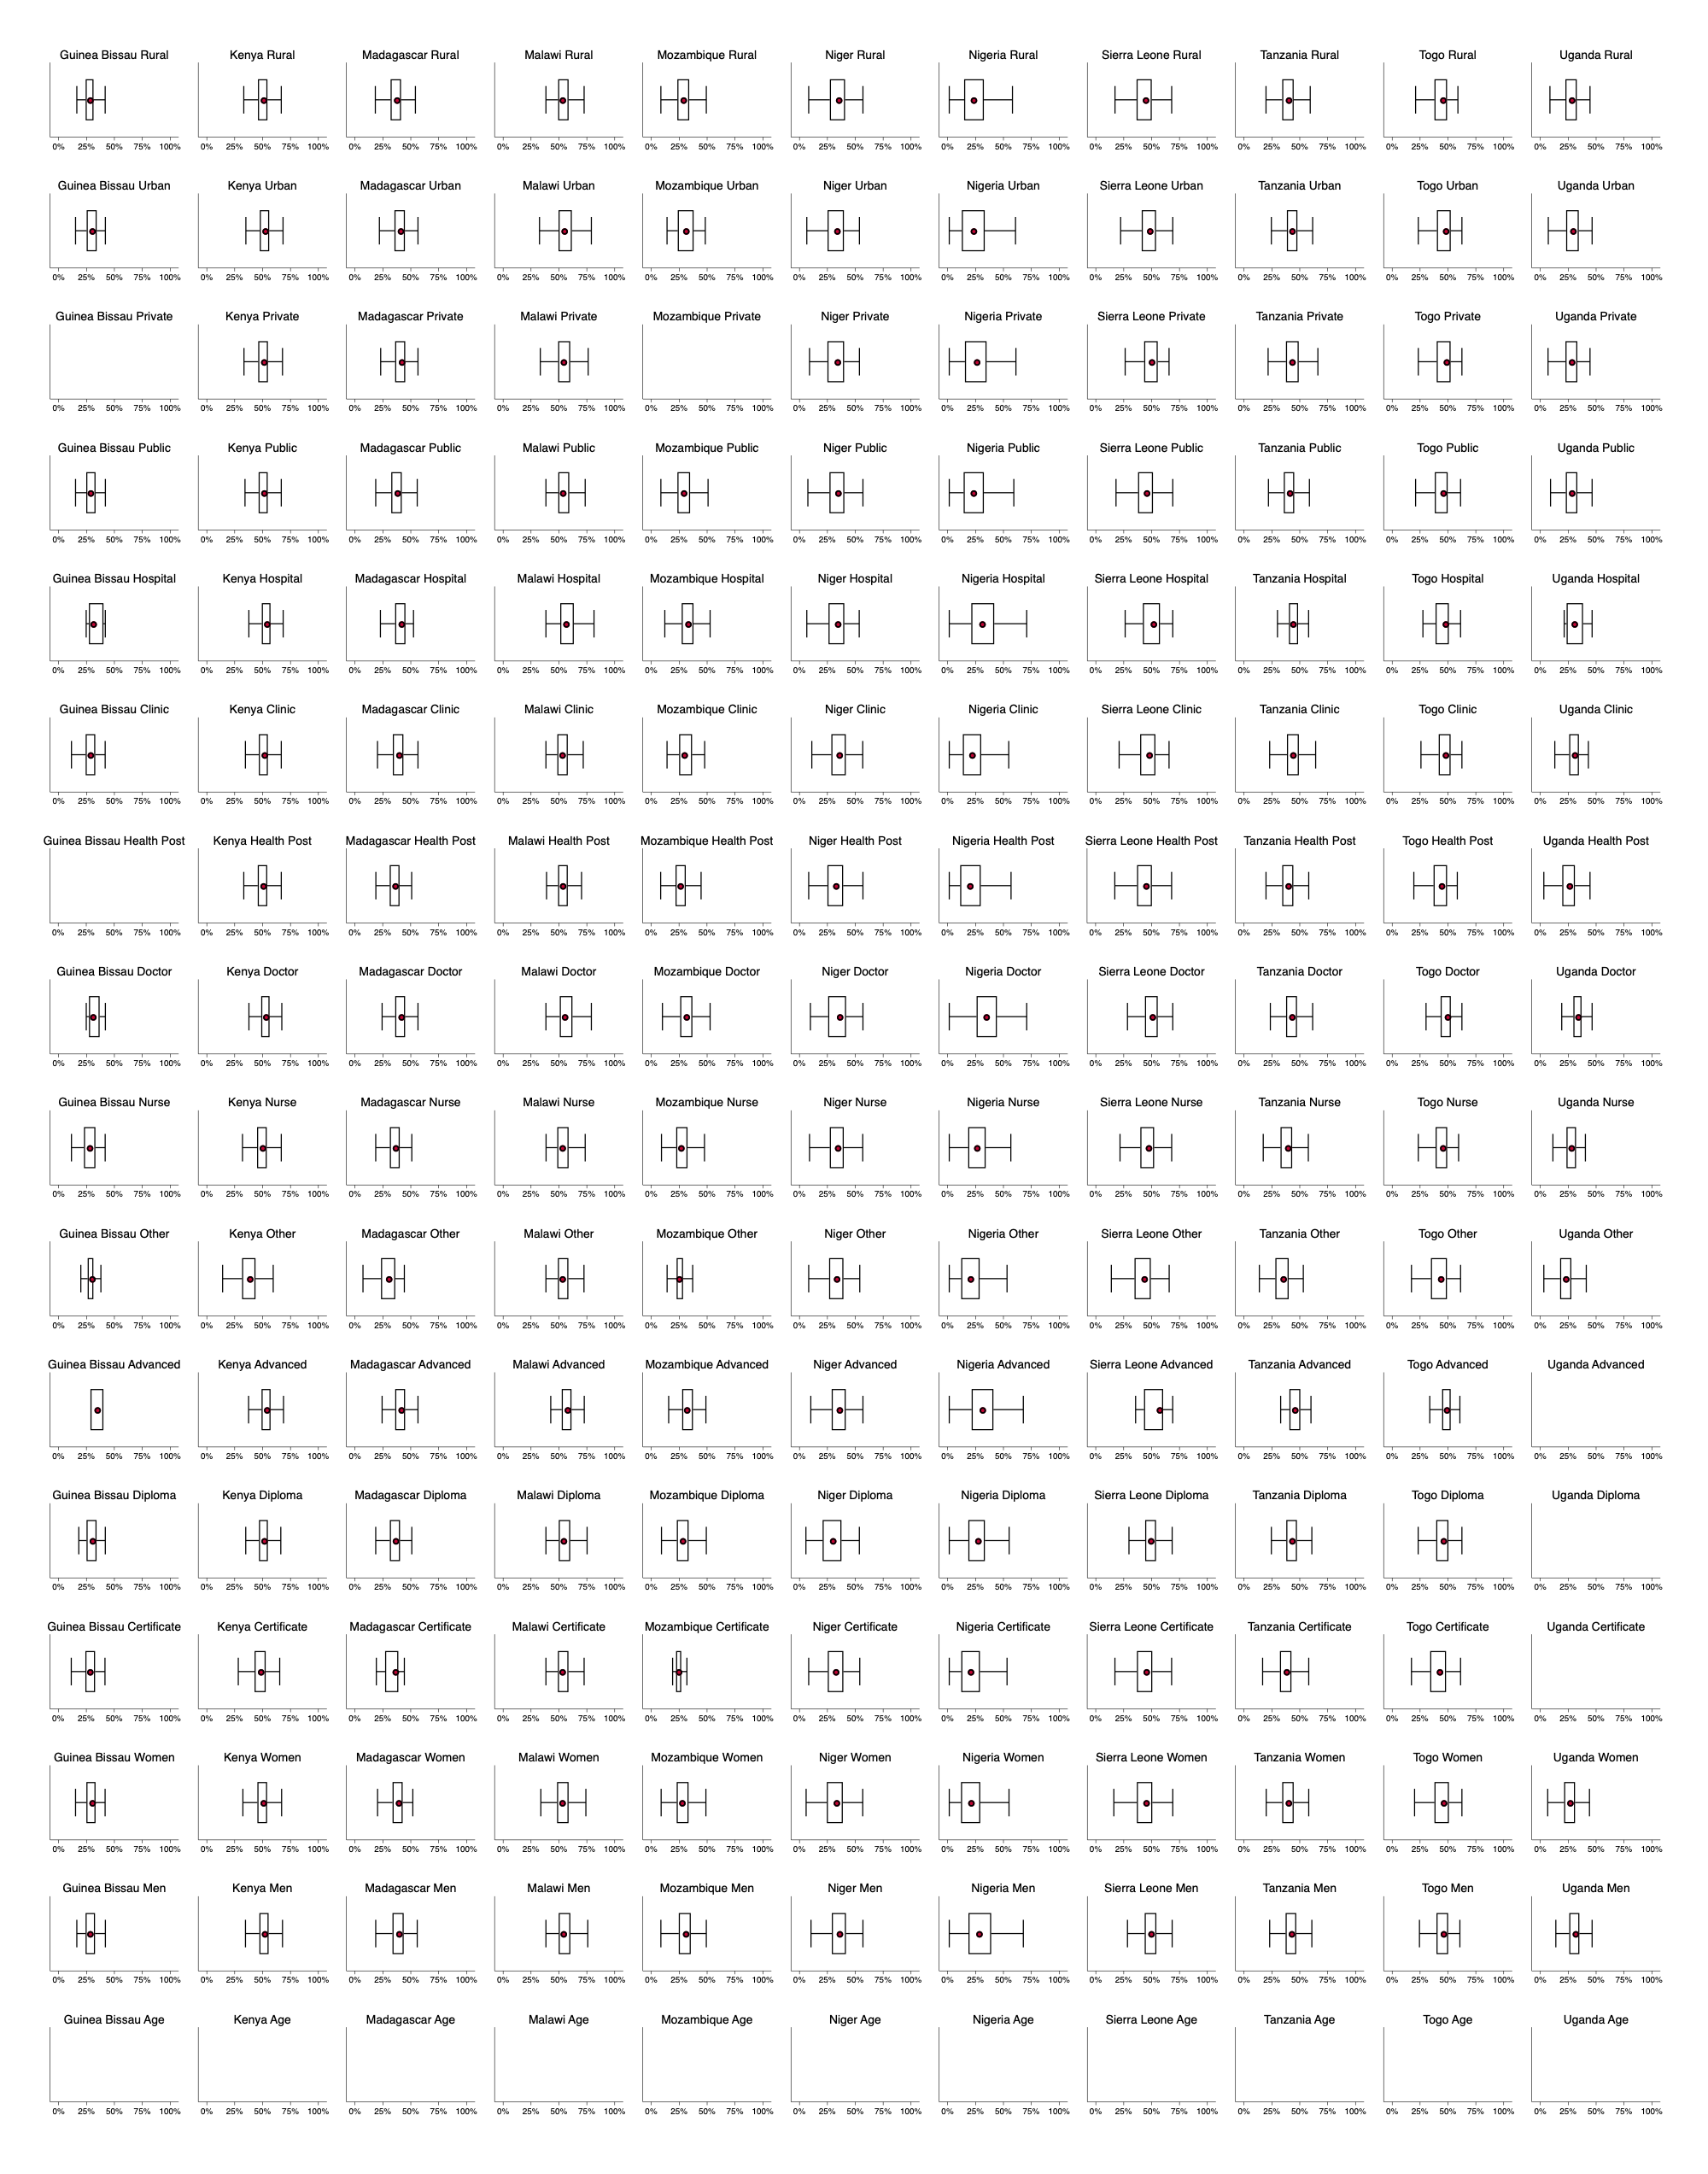 Guinea Bissau Rural Kenya Rural Madagascar Rural Malawi Rural Mozambique Rural Niger Rural Nigeria Rural Sierra Leone Rural Tanzania Rural Togo Rural Uganda Rural
0% 25% 50% 75% 100% 0% 25% 50% 75% 100% 0% 25% 50% 75% 100% 0% 25% 50% 75% 100% 0% 25% 50% 75% 100% 0% 25% 50% 75% 100% 0% 25% 50% 75% 100% 0% 25% 50% 75% 100% 0% 25% 50% 75% 100% 0% 25% 50% 75% 100% 0% 25% 50% 75% 100%
Guinea Bissau Urban Kenya Urban Madagascar Urban Malawi Urban Mozambique Urban Niger Urban Nigeria Urban Sierra Leone Urban Tanzania Urban Togo Urban Uganda Urban
0% 25% 50% 75% 100% 0% 25% 50% 75% 100% 0% 25% 50% 75% 100% 0% 25% 50% 75% 100% 0% 25% 50% 75% 100% 0% 25% 50% 75% 100% 0% 25% 50% 75% 100% 0% 25% 50% 75% 100% 0% 25% 50% 75% 100% 0% 25% 50% 75% 100% 0% 25% 50% 75% 100%
Guinea Bissau Private Kenya Private Madagascar Private Malawi Private Mozambique Private Niger Private Nigeria Private Sierra Leone Private Tanzania Private Togo Private Uganda Private
0% 25% 50% 75% 100% 0% 25% 50% 75% 100% 0% 25% 50% 75% 100% 0% 25% 50% 75% 100% 0% 25% 50% 75% 100% 0% 25% 50% 75% 100% 0% 25% 50% 75% 100% 0% 25% 50% 75% 100% 0% 25% 50% 75% 100% 0% 25% 50% 75% 100% 0% 25% 50% 75% 100%
Guinea Bissau Public Kenya Public Madagascar Public Malawi Public Mozambique Public Niger Public Nigeria Public Sierra Leone Public Tanzania Public Togo Public Uganda Public
0% 25% 50% 75% 100% 0% 25% 50% 75% 100% 0% 25% 50% 75% 100% 0% 25% 50% 75% 100% 0% 25% 50% 75% 100% 0% 25% 50% 75% 100% 0% 25% 50% 75% 100% 0% 25% 50% 75% 100% 0% 25% 50% 75% 100% 0% 25% 50% 75% 100% 0% 25% 50% 75% 100%
Guinea Bissau Hospital Kenya Hospital Madagascar Hospital Malawi Hospital Mozambique Hospital Niger Hospital Nigeria Hospital Sierra Leone Hospital Tanzania Hospital Togo Hospital Uganda Hospital
0% 25% 50% 75% 100% 0% 25% 50% 75% 100% 0% 25% 50% 75% 100% 0% 25% 50% 75% 100% 0% 25% 50% 75% 100% 0% 25% 50% 75% 100% 0% 25% 50% 75% 100% 0% 25% 50% 75% 100% 0% 25% 50% 75% 100% 0% 25% 50% 75% 100% 0% 25% 50% 75% 100%
Guinea Bissau Clinic Kenya Clinic Madagascar Clinic Malawi Clinic Mozambique Clinic Niger Clinic Nigeria Clinic Sierra Leone Clinic Tanzania Clinic Togo Clinic Uganda Clinic
0% 25% 50% 75% 100% 0% 25% 50% 75% 100% 0% 25% 50% 75% 100% 0% 25% 50% 75% 100% 0% 25% 50% 75% 100% 0% 25% 50% 75% 100% 0% 25% 50% 75% 100% 0% 25% 50% 75% 100% 0% 25% 50% 75% 100% 0% 25% 50% 75% 100% 0% 25% 50% 75% 100%
Guinea Bissau Health Post Kenya Health Post Madagascar Health Post Malawi Health Post Mozambique Health Post Niger Health Post Nigeria Health Post Sierra Leone Health Post Tanzania Health Post Togo Health Post Uganda Health Post
0% 25% 50% 75% 100% 0% 25% 50% 75% 100% 0% 25% 50% 75% 100% 0% 25% 50% 75% 100% 0% 25% 50% 75% 100% 0% 25% 50% 75% 100% 0% 25% 50% 75% 100% 0% 25% 50% 75% 100% 0% 25% 50% 75% 100% 0% 25% 50% 75% 100% 0% 25% 50% 75% 100%
Guinea Bissau Doctor Kenya Doctor Madagascar Doctor Malawi Doctor Mozambique Doctor Niger Doctor Nigeria Doctor Sierra Leone Doctor Tanzania Doctor Togo Doctor Uganda Doctor
0% 25% 50% 75% 100% 0% 25% 50% 75% 100% 0% 25% 50% 75% 100% 0% 25% 50% 75% 100% 0% 25% 50% 75% 100% 0% 25% 50% 75% 100% 0% 25% 50% 75% 100% 0% 25% 50% 75% 100% 0% 25% 50% 75% 100% 0% 25% 50% 75% 100% 0% 25% 50% 75% 100%
Guinea Bissau Nurse Kenya Nurse Madagascar Nurse Malawi Nurse Mozambique Nurse Niger Nurse Nigeria Nurse Sierra Leone Nurse Tanzania Nurse Togo Nurse Uganda Nurse
0% 25% 50% 75% 100% 0% 25% 50% 75% 100% 0% 25% 50% 75% 100% 0% 25% 50% 75% 100% 0% 25% 50% 75% 100% 0% 25% 50% 75% 100% 0% 25% 50% 75% 100% 0% 25% 50% 75% 100% 0% 25% 50% 75% 100% 0% 25% 50% 75% 100% 0% 25% 50% 75% 100%
Guinea Bissau Other Kenya Other Madagascar Other Malawi Other Mozambique Other Niger Other Nigeria Other Sierra Leone Other Tanzania Other Togo Other Uganda Other
0% 25% 50% 75% 100% 0% 25% 50% 75% 100% 0% 25% 50% 75% 100% 0% 25% 50% 75% 100% 0% 25% 50% 75% 100% 0% 25% 50% 75% 100% 0% 25% 50% 75% 100% 0% 25% 50% 75% 100% 0% 25% 50% 75% 100% 0% 25% 50% 75% 100% 0% 25% 50% 75% 100%
Guinea Bissau Advanced Kenya Advanced Madagascar Advanced Malawi Advanced Mozambique Advanced Niger Advanced Nigeria Advanced Sierra Leone Advanced Tanzania Advanced Togo Advanced Uganda Advanced
0% 25% 50% 75% 100% 0% 25% 50% 75% 100% 0% 25% 50% 75% 100% 0% 25% 50% 75% 100% 0% 25% 50% 75% 100% 0% 25% 50% 75% 100% 0% 25% 50% 75% 100% 0% 25% 50% 75% 100% 0% 25% 50% 75% 100% 0% 25% 50% 75% 100% 0% 25% 50% 75% 100%
Guinea Bissau Diploma Kenya Diploma Madagascar Diploma Malawi Diploma Mozambique Diploma Niger Diploma Nigeria Diploma Sierra Leone Diploma Tanzania Diploma Togo Diploma Uganda Diploma
0% 25% 50% 75% 100% 0% 25% 50% 75% 100% 0% 25% 50% 75% 100% 0% 25% 50% 75% 100% 0% 25% 50% 75% 100% 0% 25% 50% 75% 100% 0% 25% 50% 75% 100% 0% 25% 50% 75% 100% 0% 25% 50% 75% 100% 0% 25% 50% 75% 100% 0% 25% 50% 75% 100%
Guinea Bissau Certificate Kenya Certificate Madagascar Certificate Malawi Certificate Mozambique Certificate Niger Certificate Nigeria Certificate Sierra Leone Certificate Tanzania Certificate Togo Certificate Uganda Certificate
0% 25% 50% 75% 100% 0% 25% 50% 75% 100% 0% 25% 50% 75% 100% 0% 25% 50% 75% 100% 0% 25% 50% 75% 100% 0% 25% 50% 75% 100% 0% 25% 50% 75% 100% 0% 25% 50% 75% 100% 0% 25% 50% 75% 100% 0% 25% 50% 75% 100% 0% 25% 50% 75% 100%
Guinea Bissau Women Kenya Women Madagascar Women Malawi Women Mozambique Women Niger Women Nigeria Women Sierra Leone Women Tanzania Women Togo Women Uganda Women
0% 25% 50% 75% 100% 0% 25% 50% 75% 100% 0% 25% 50% 75% 100% 0% 25% 50% 75% 100% 0% 25% 50% 75% 100% 0% 25% 50% 75% 100% 0% 25% 50% 75% 100% 0% 25% 50% 75% 100% 0% 25% 50% 75% 100% 0% 25% 50% 75% 100% 0% 25% 50% 75% 100%
Guinea Bissau Men Kenya Men Madagascar Men Malawi Men Mozambique Men Niger Men Nigeria Men Sierra Leone Men Tanzania Men Togo Men Uganda Men
0% 25% 50% 75% 100% 0% 25% 50% 75% 100% 0% 25% 50% 75% 100% 0% 25% 50% 75% 100% 0% 25% 50% 75% 100% 0% 25% 50% 75% 100% 0% 25% 50% 75% 100% 0% 25% 50% 75% 100% 0% 25% 50% 75% 100% 0% 25% 50% 75% 100% 0% 25% 50% 75% 100%
Guinea Bissau Age Kenya Age Madagascar Age Malawi Age Mozambique Age Niger Age Nigeria Age Sierra Leone Age Tanzania Age Togo Age Uganda Age
0% 25% 50% 75% 100% 0% 25% 50% 75% 100% 0% 25% 50% 75% 100% 0% 25% 50% 75% 100% 0% 25% 50% 75% 100% 0% 25% 50% 75% 100% 0% 25% 50% 75% 100% 0% 25% 50% 75% 100% 0% 25% 50% 75% 100% 0% 25% 50% 75% 100% 0% 25% 50% 75% 100%